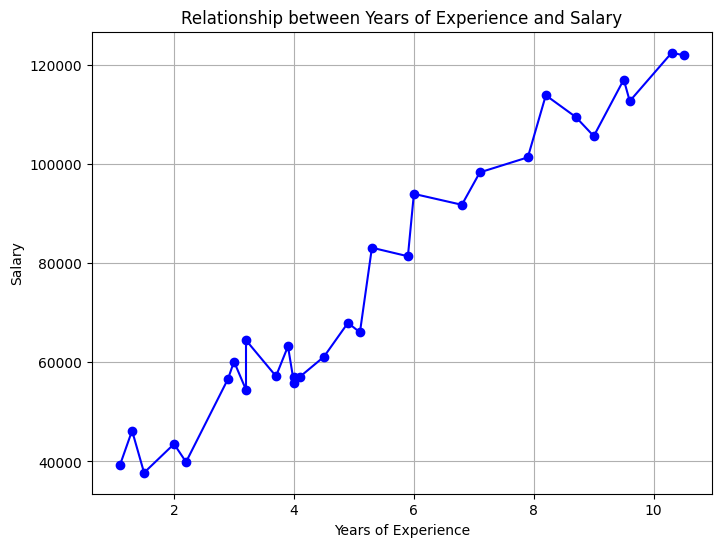 Relationship between Years of Experience and Salary
120000
100000
80000
60000
40000
Salary
2 4 6 8 10
Years of Experience